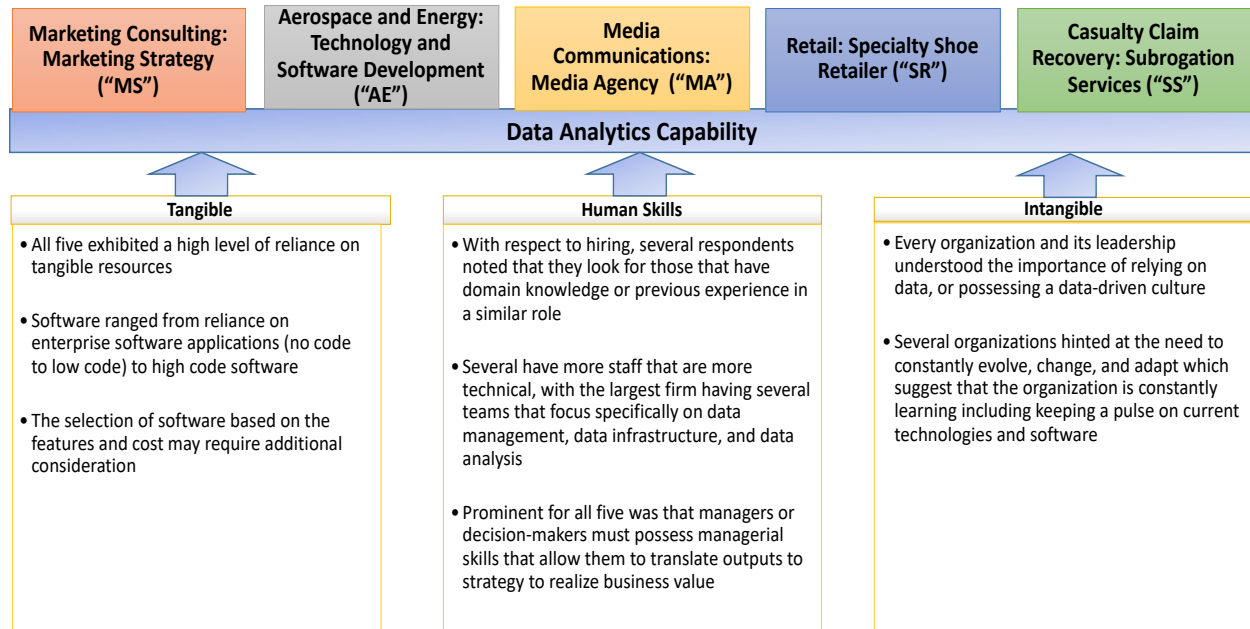 Marketing Consulting:
Marketing Strategy
(“MS”)
Aerospace and Energy:
Technology and
Software Development
(“AE”)
Media
Communications:
Media Agency (“MA”)
Retail: Specialty Shoe
Retailer (“SR”)
Casualty Claim
Recovery: Subrogation
Services (“SS”)
Data Analytics Capability
Tangible
• All five exhibited a high level of reliance on
tangible resources
• Software ranged from reliance on
enterprise software applications (no code
to low code) to high code software
• The selection of software based on the
features and cost may require additional
consideration
Human Skills
• With respect to hiring, several respondents
noted that they look for those that have
domain knowledge or previous experience in
a similar role
• Several have more staff that are more
technical, with the largest firm having several
teams that focus specifically on data
management, data infrastructure, and data
analysis
• Prominent for all five was that managers or
decision-makers must possess managerial
skills that allow them to translate outputs to
strategy to realize business value
Intangible
• Every organization and its leadership
understood the importance of relying on
data, or possessing a data-driven culture
• Several organizations hinted at the need to
constantly evolve, change, and adapt which
suggest that the organization is constantly
learning including keeping a pulse on current
technologies and software